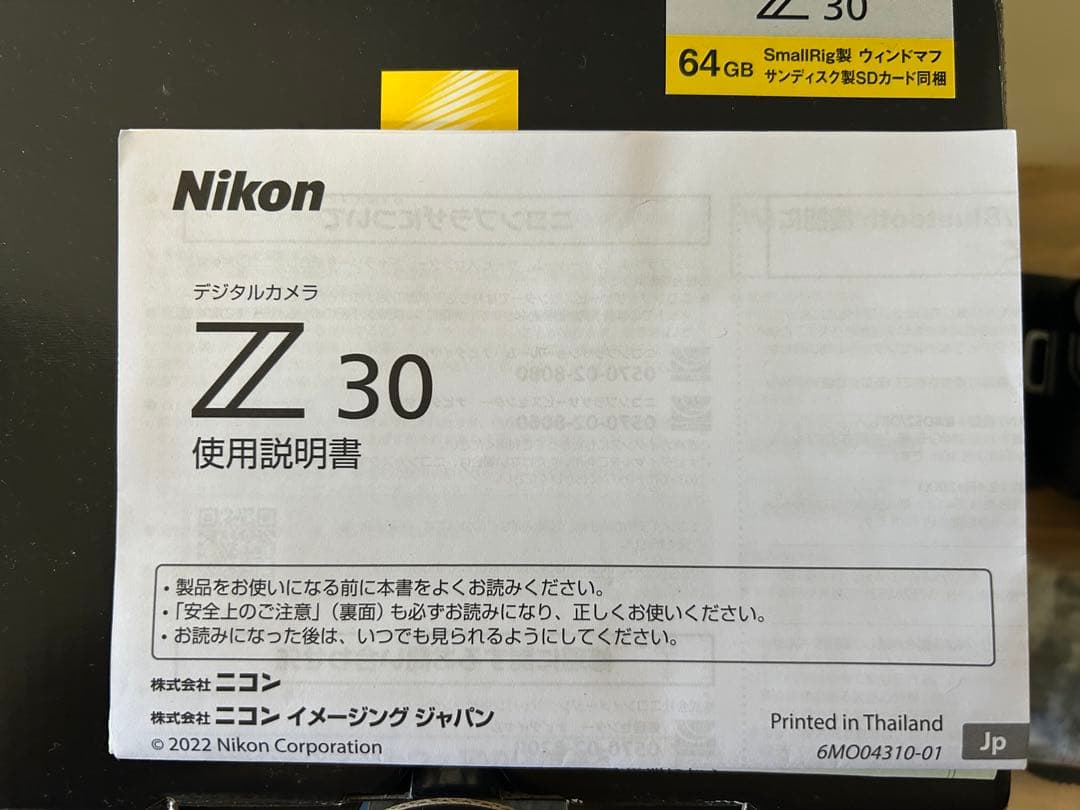 Z 30
64GB
SmallRig製 ウィンドマフ
サンディスク製SDカード同梱
Nikon
デジタルカメラ
Z 30
使用説明書
・製品をお使いになる前に本書をよくお読みください。
・「安全上のご注意」（裏面）も必ずお読みになり、正しくお使いください。
・お読みになった後は、いつでも見られるようにしてください。
株式会社 ニコン
株式会社 ニコン イメージング ジャパン
© 2022 Nikon Corporation
Printed in Thailand
6MO04310-01
Jp